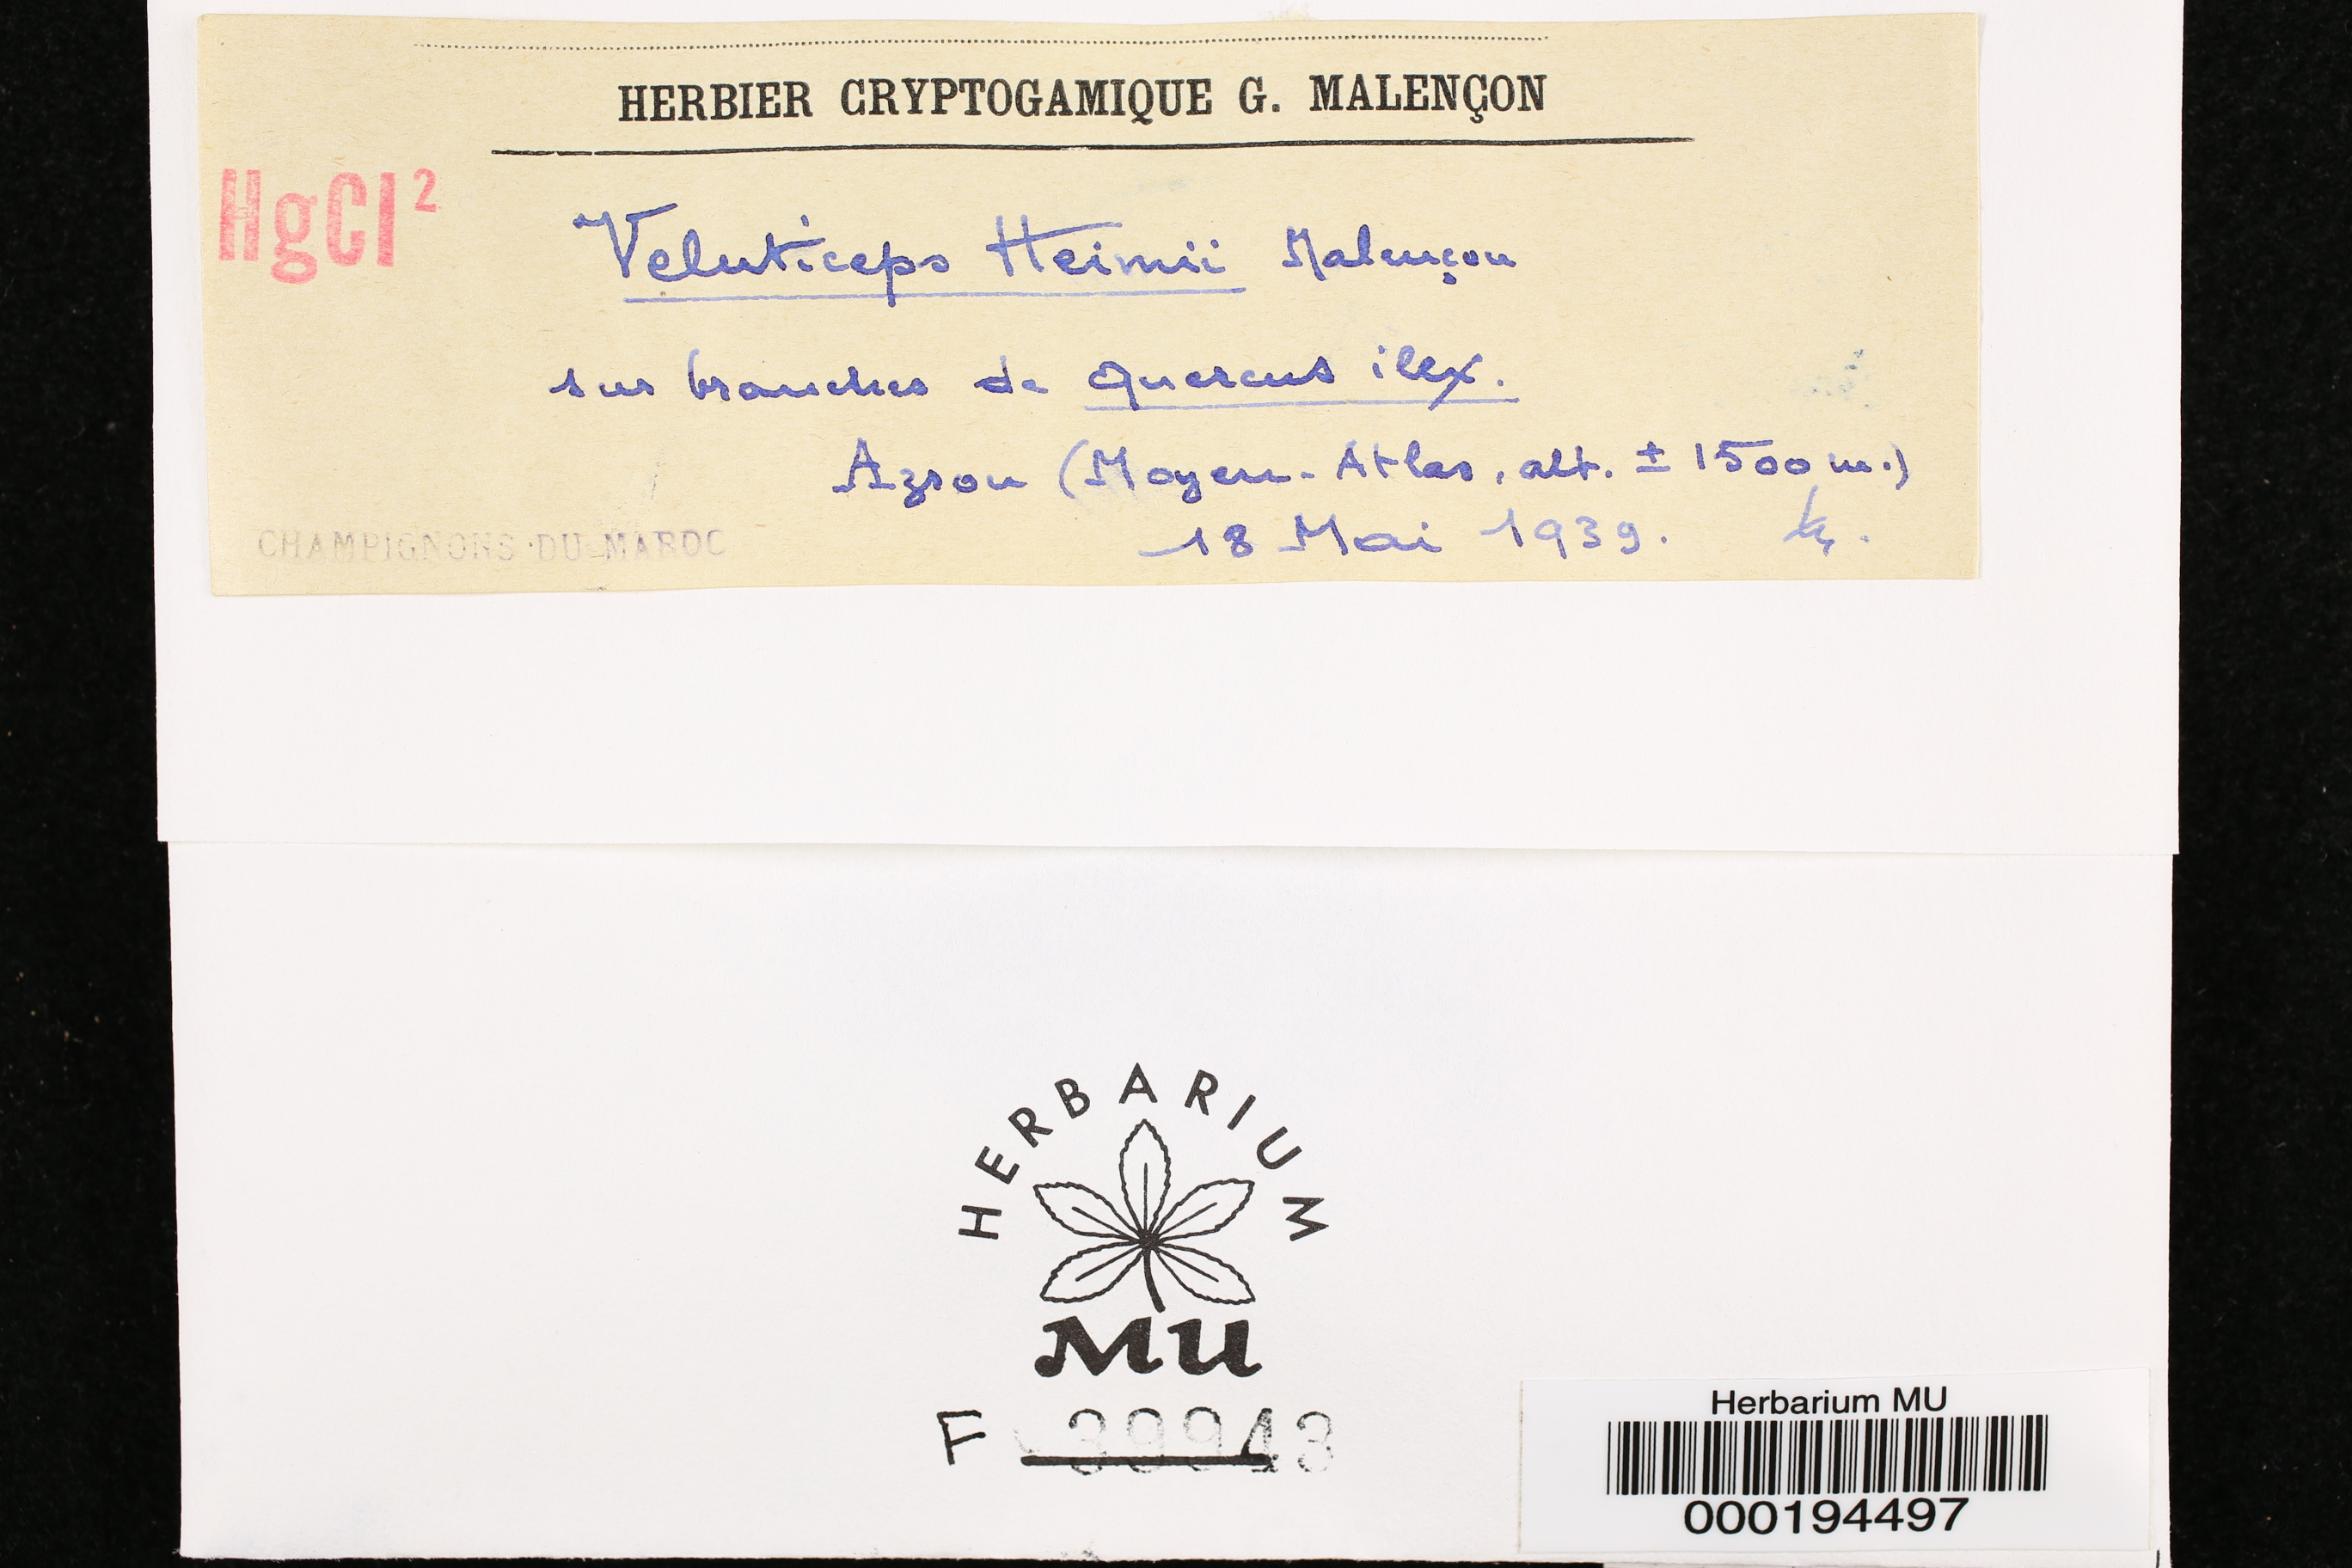 HERBIER CRYPTOGAMIQUE G. MALENÇON
HgCl²
Veluticeps Heimii Malençon
sur branches de Quercus ilex.
Azrou (Moyen-Atlas, alt. ± 1500 m.)
18 Mai 1939.
CHAMPIGNONS DU MAROC
HERBARIUM
MU
F 39943
Herbarium MU
000194497